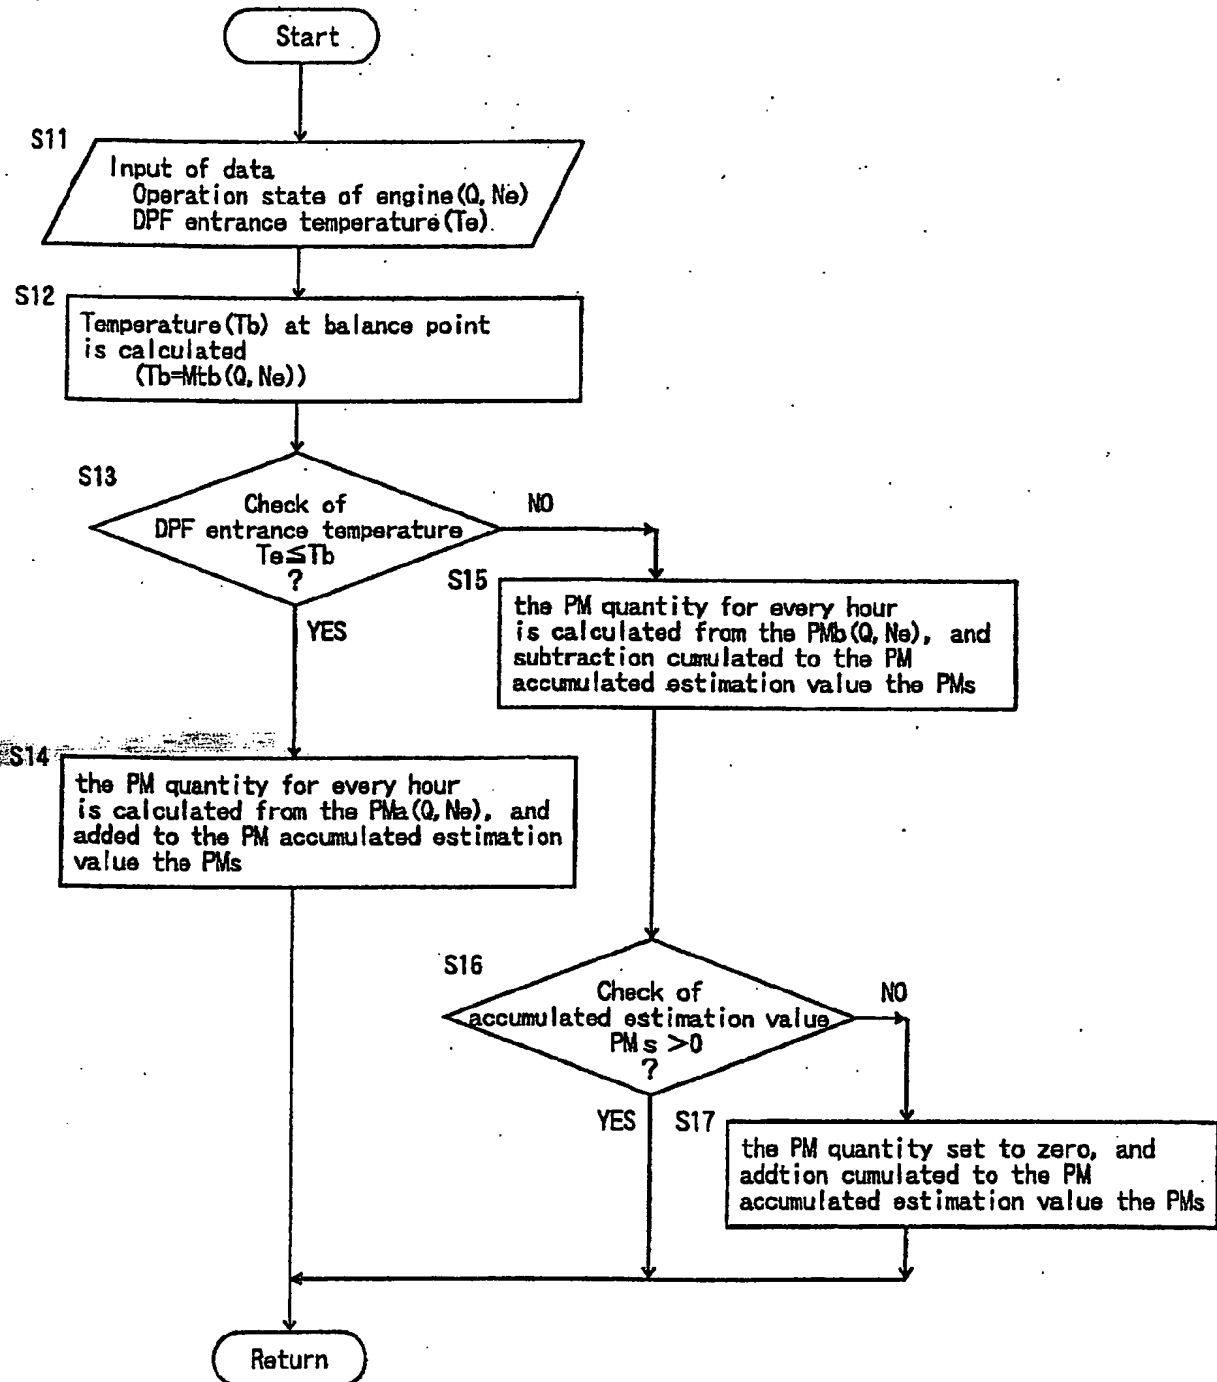 Start
S11
Input of data
Operation state of engine(Q,Ne)
DPF entrance temperature(Te).
S12
Temperature(Tb) at balance point
is calculated
(Tb=Mtb(Q,Ne))
S13
Check of
DPF entrance temperature
Te≦Tb
?
NO
YES
S15
the PM quantity for every hour
is calculated from the PMb(Q,Ne), and
subtraction cumulated to the PM
accumulated estimation value the PMs
S14
the PM quantity for every hour
is calculated from the PMa(Q,Ne), and
added to the PM accumulated estimation
value the PMs
S16
Check of
accumulated estimation value
PMs >0
?
NO
YES
S17
the PM quantity set to zero, and
addtion cumulated to the PM
accumulated estimation value the PMs
Return